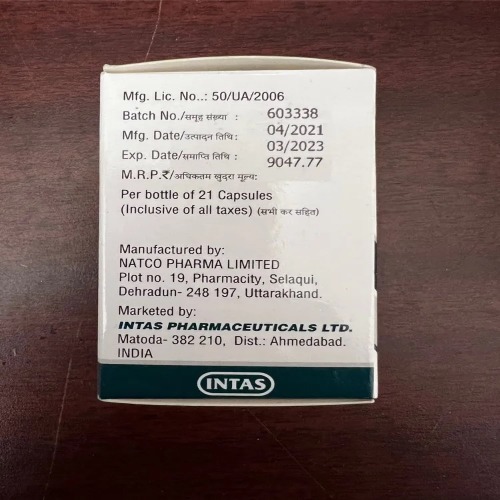 Mfg. Lic. No..: 50/UA/2006
Batch No./समूह संख्या : 603338
Mfg. Date/उत्पादन तिथि : 04/2021
Exp. Date/समाप्ति तिथि : 03/2023
M.R.P.₹/अधिकतम खुदरा मूल्य: 9047.77
Per bottle of 21 Capsules
(Inclusive of all taxes) (सभी कर सहित)
Manufactured by:
NATCO PHARMA LIMITED
Plot no. 19, Pharmacity, Selaqui,
Dehradun- 248 197, Uttarakhand.
Marketed by:
INTAS PHARMACEUTICALS LTD.
Matoda- 382 210, Dist.: Ahmedabad.
INDIA
INTAS